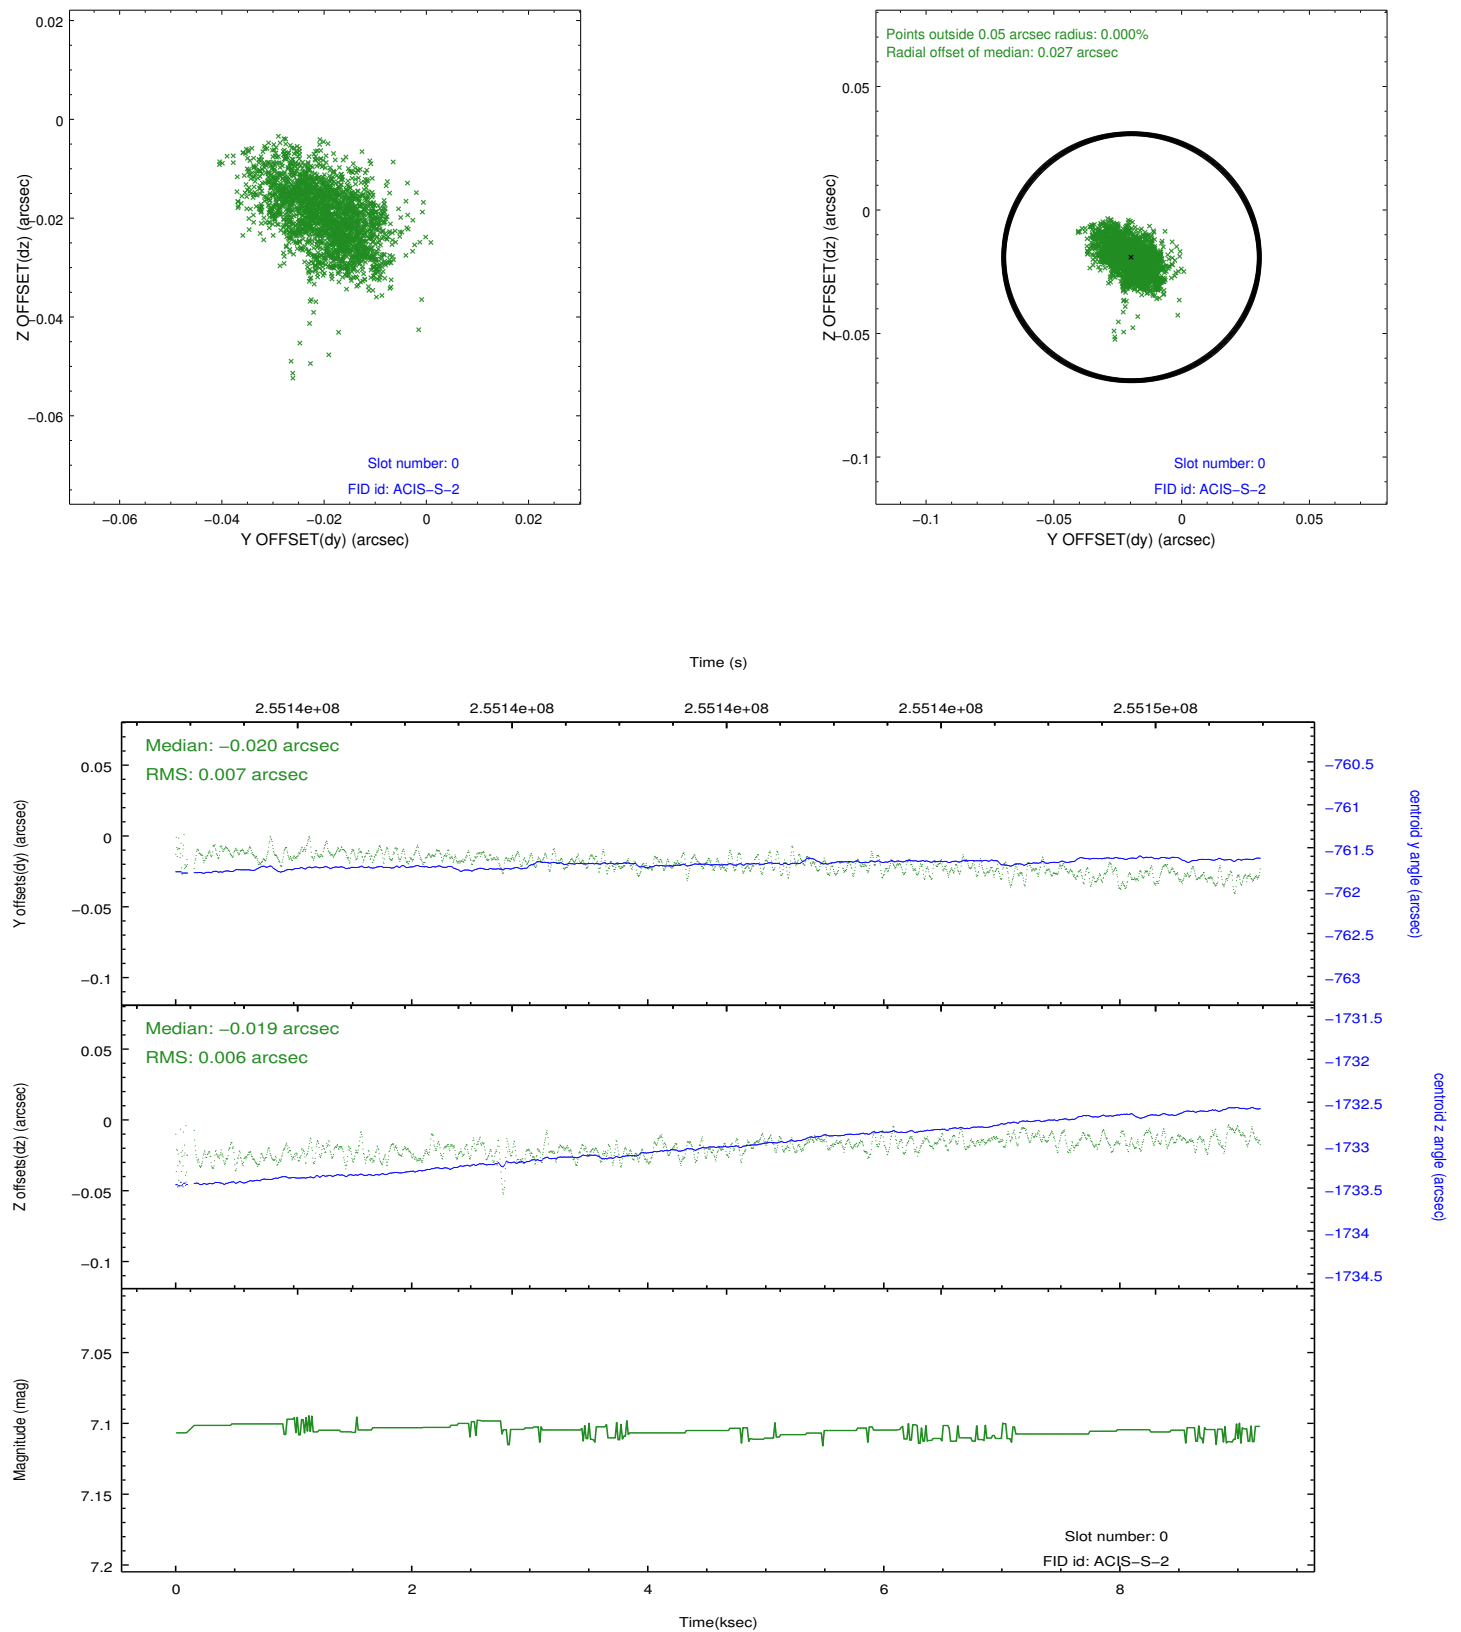 0.02
0
−0.02
−0.04
−0.06
Z OFFSET(dz) (arcsec)
Slot number: 0
FID id: ACIS−S−2
−0.06 −0.04 −0.02 0 0.02
Y OFFSET(dy) (arcsec)
Points outside 0.05 arcsec radius: 0.000%
Radial offset of median: 0.027 arcsec
0.05
0
−0.05
−0.1
Z OFFSET(dz) (arcsec)
Slot number: 0
FID id: ACIS−S−2
−0.1 −0.05 0 0.05
Y OFFSET(dy) (arcsec)
Time (s)
2.5514e+08 2.5514e+08 2.5514e+08 2.5514e+08 2.5515e+08
Median: −0.020 arcsec
RMS: 0.007 arcsec
0.05
0
−0.05
−0.1
Y offsets(dy) (arcsec)
−760.5
−761
−761.5
−762
−762.5
−763
centroid y angle (arcsec)
Median: −0.019 arcsec
RMS: 0.006 arcsec
0.05
0
−0.05
−0.1
Z offsets(dz) (arcsec)
−1731.5
−1732
−1732.5
−1733
−1733.5
−1734
−1734.5
centroid z angle (arcsec)
7.05
7.1
7.15
7.2
Magnitude (mag)
Slot number: 0
FID id: ACIS−S−2
0 2 4 6 8
Time(ksec)